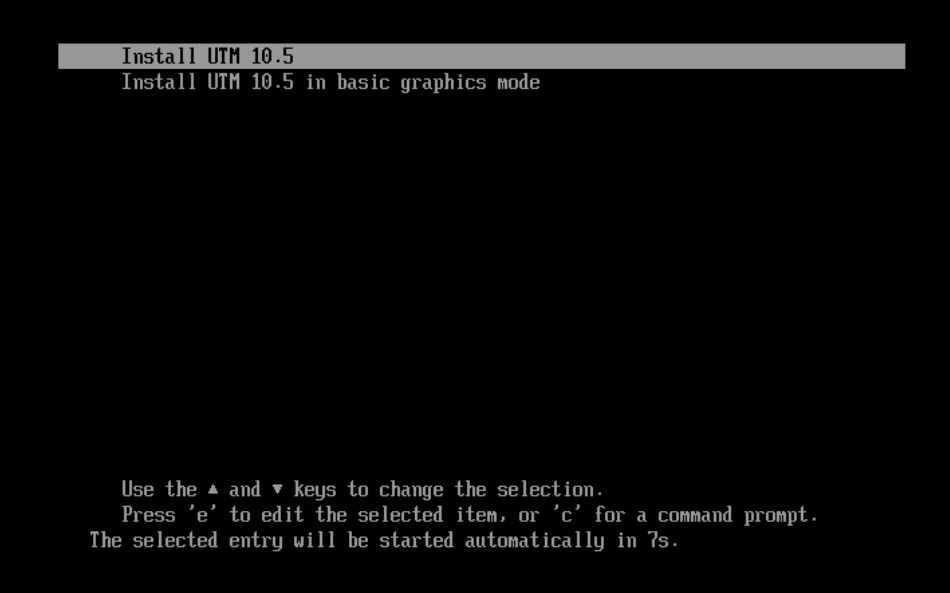 Install UTM 10.5
Install UTM 10.5 in basic graphics mode
Use the ▲ and ▼ keys to change the selection.
Press 'e' to edit the selected item, or 'c' for a command prompt.
The selected entry will be started automatically in 7s.